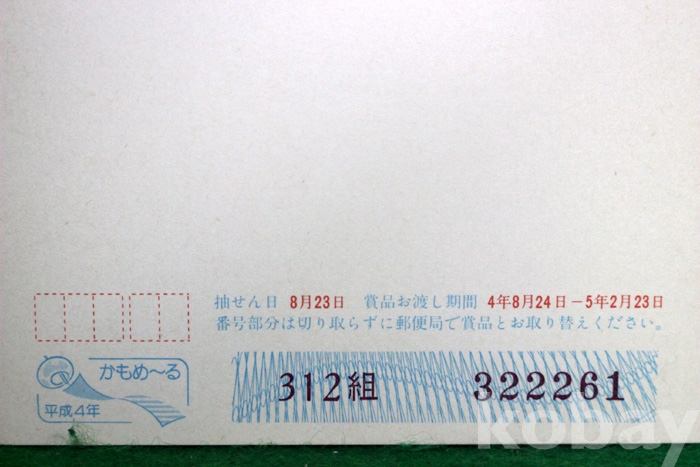 抽せん日 8月23日 賞品お渡し期間 4年8月24日-5年2月23日
番号部分は切り取らずに郵便局で賞品とお取り替えください。
かもめ〜る
平成4年
312組 322261
kobay